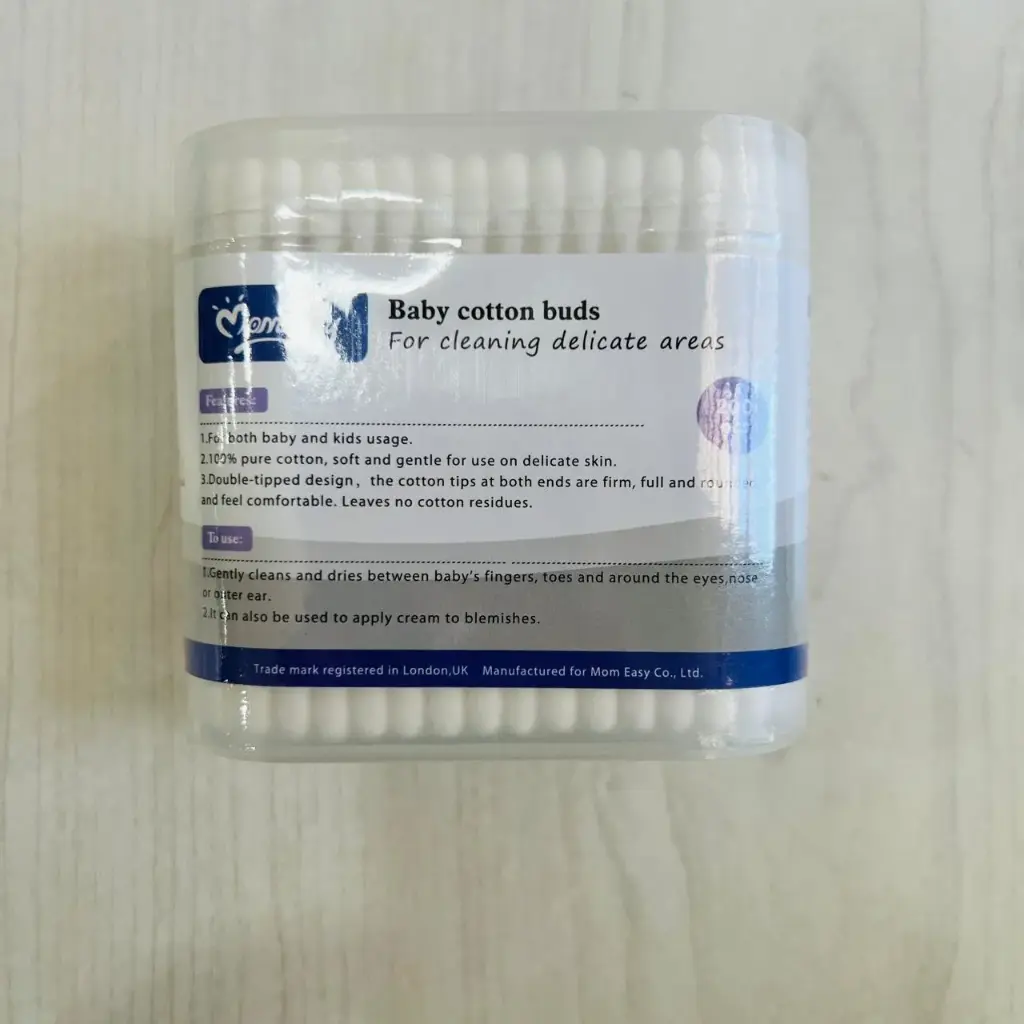 Mom
Baby cotton buds
For cleaning delicate areas
Features:
200
1.For both baby and kids usage.
2.100% pure cotton, soft and gentle for use on delicate skin.
3.Double-tipped design, the cotton tips at both ends are firm, full and rounder
and feel comfortable. Leaves no cotton residues.
To use:
1.Gently cleans and dries between baby's fingers, toes and around the eyes,nose
or outer ear.
2.It can also be used to apply cream to blemishes.
Trade mark registered in London,UK Manufactured for Mom Easy Co., Ltd.